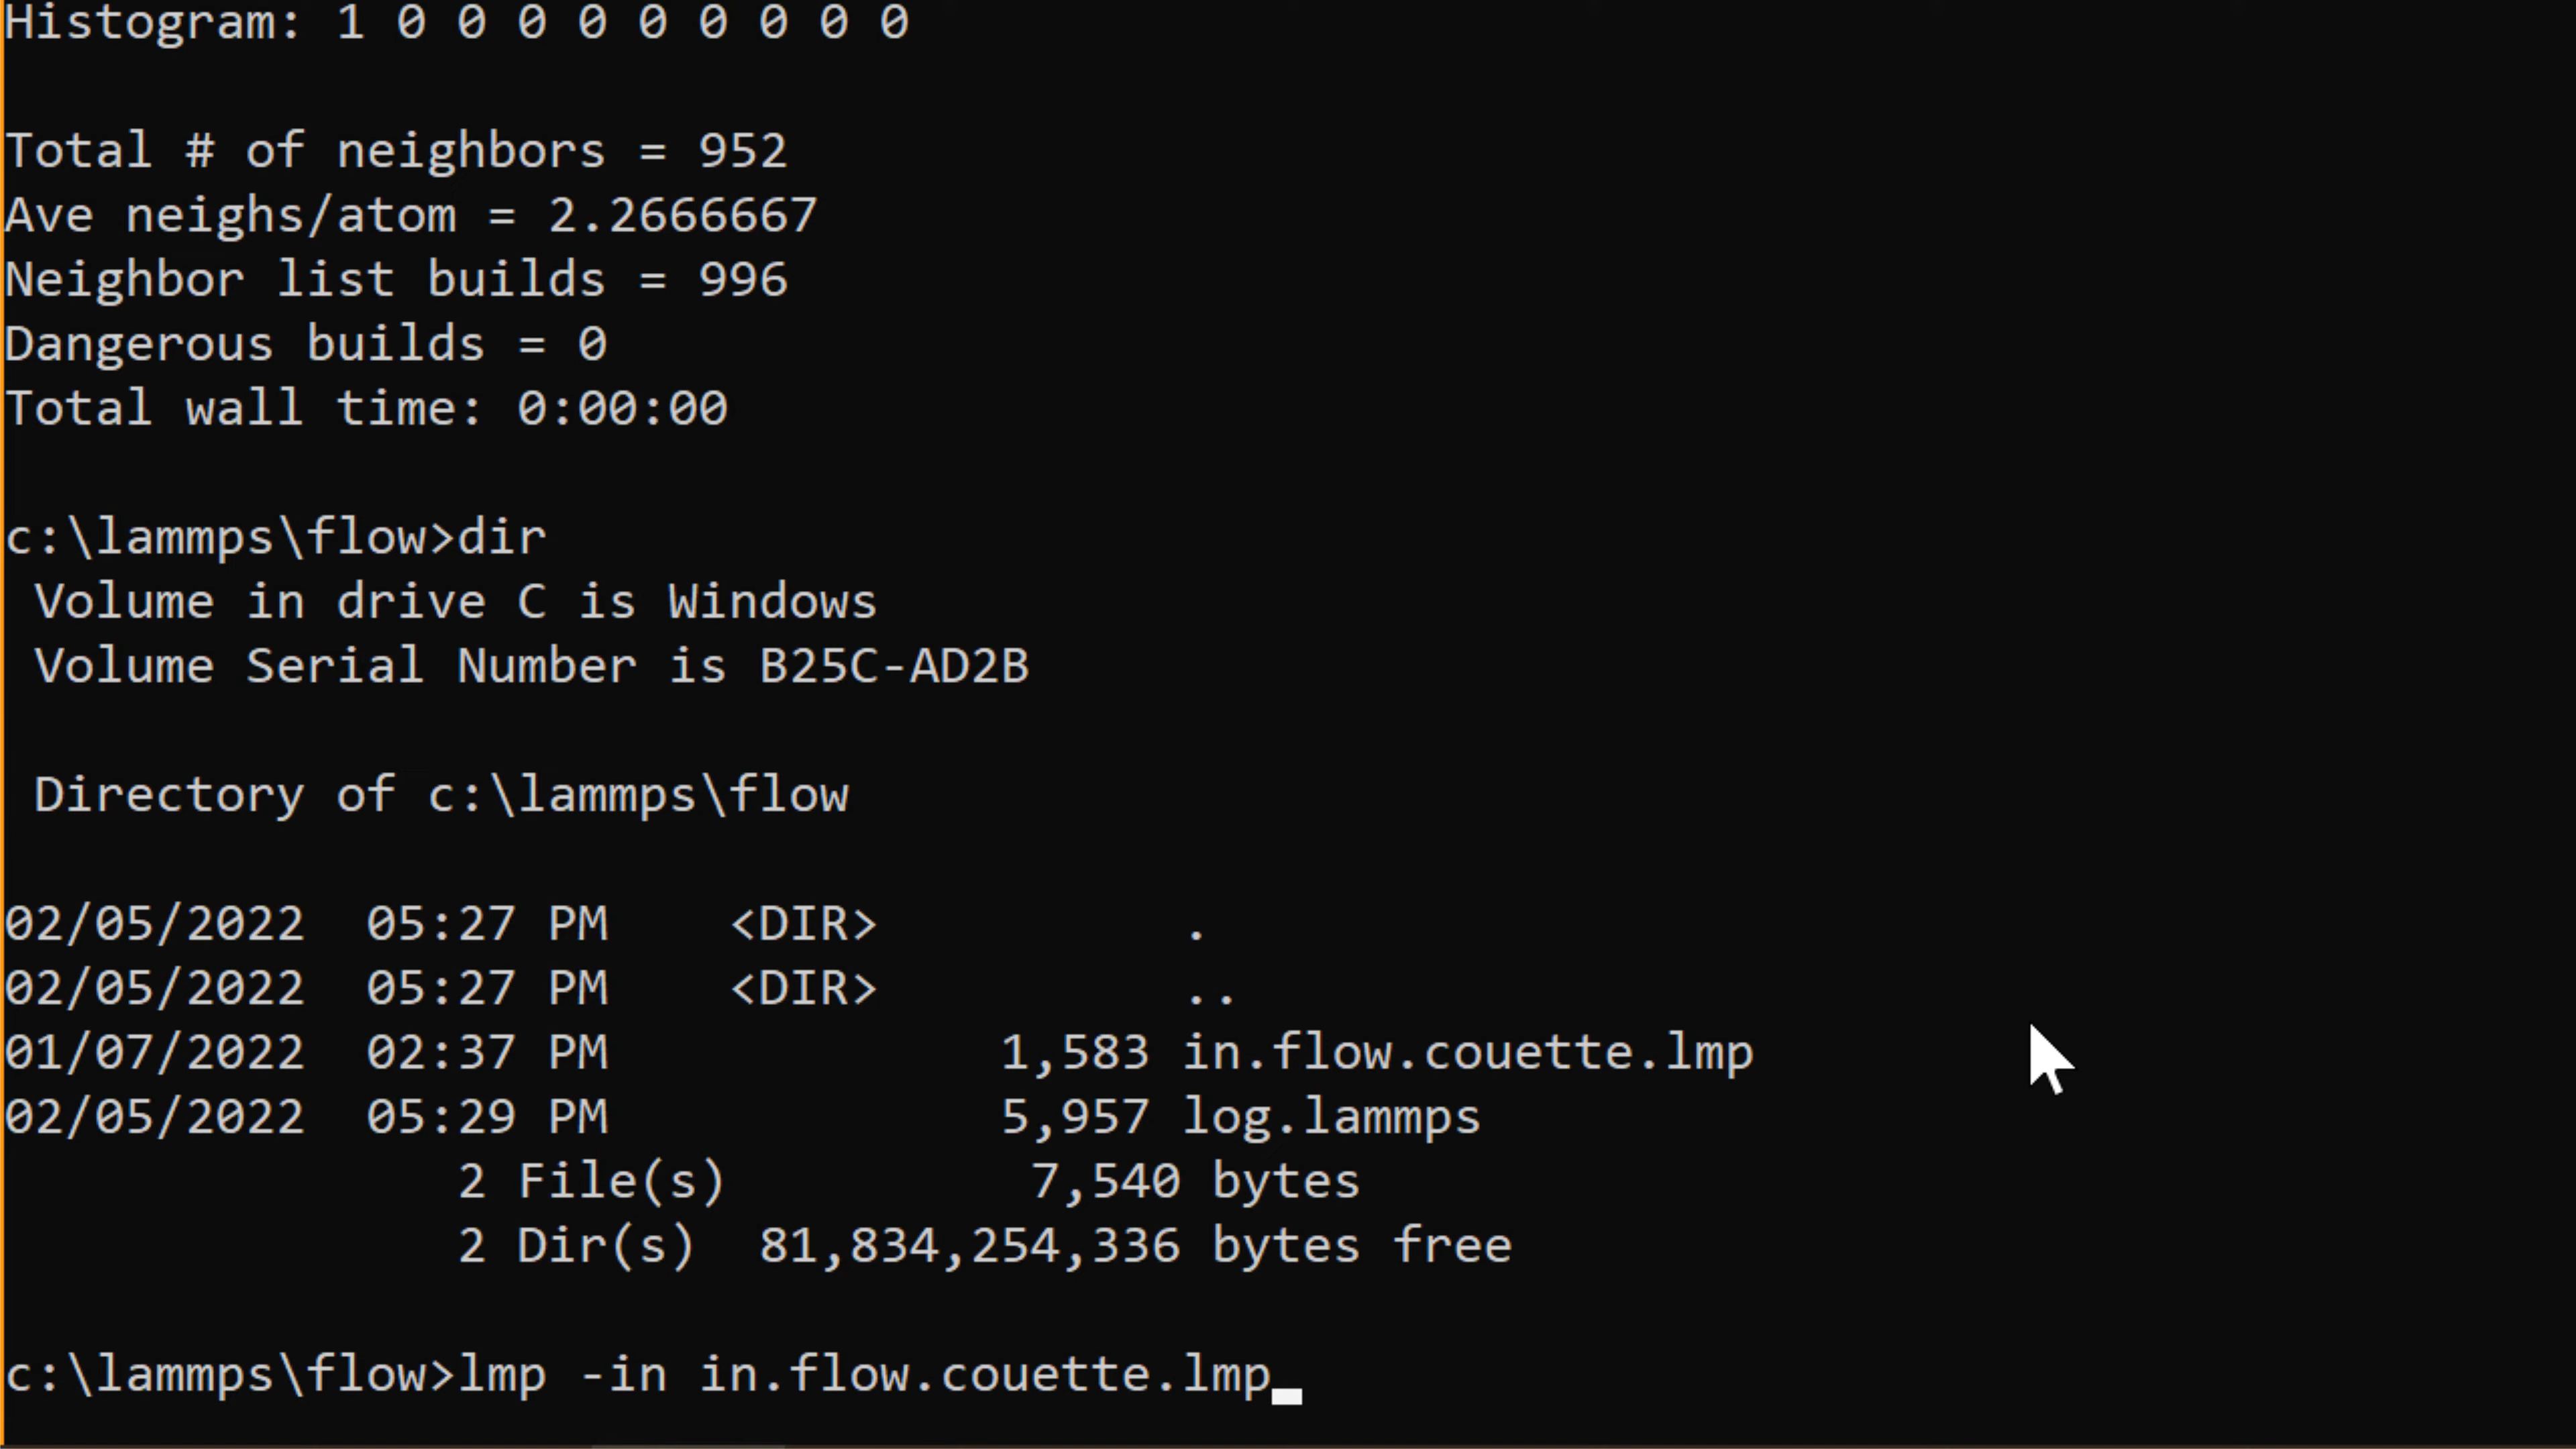 Histogram: 1 0 0 0 0 0 0 0 0 0
Total # of neighbors = 952
Ave neighs/atom = 2.2666667
Neighbor list builds = 996
Dangerous builds = 0
Total wall time: 0:00:00
c:\lammps\flow>dir
Volume in drive C is Windows
Volume Serial Number is B25C-AD2B
Directory of c:\lammps\flow
02/05/2022  05:27 PM    <DIR>          .
02/05/2022  05:27 PM    <DIR>          ..
01/07/2022  02:37 PM             1,583 in.flow.couette.lmp
02/05/2022  05:29 PM             5,957 log.lammps
2 File(s)          7,540 bytes
2 Dir(s)  81,834,254,336 bytes free
c:\lammps\flow>lmp -in in.flow.couette.lmp